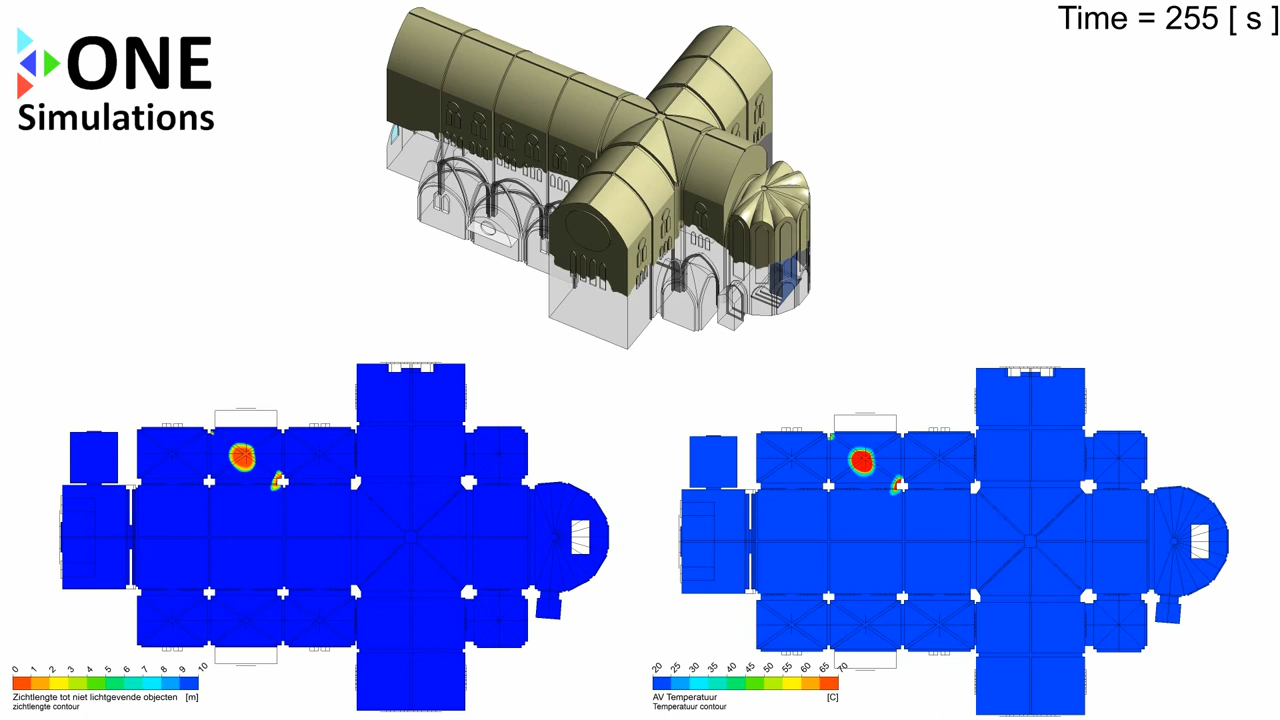 ONE
Simulations
Time = 255 [ s ]
0 1 2 3 4 5 6 7 8 9 10
Zichtlengte tot niet lichtgevende objecten [m]
zichtlengte contour
20 25 30 35 40 45 50 55 60 65 70
AV Temperatuur [C]
Temperatuur contour